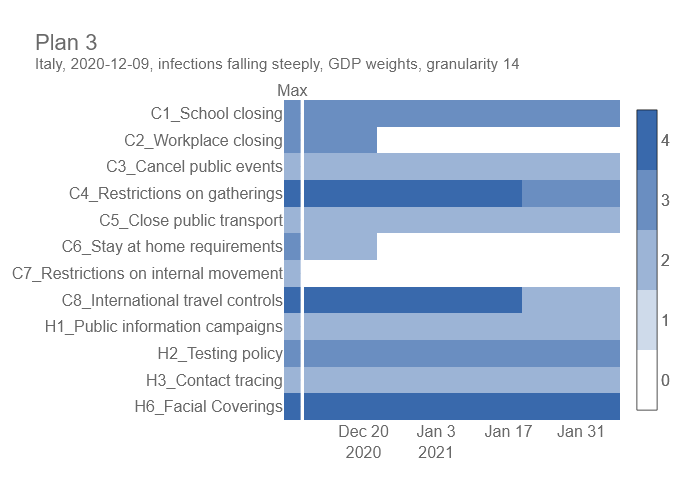 Plan 3
Italy, 2020-12-09, infections falling steeply, GDP weights, granularity 14
Max
C1_School closing
C2_Workplace closing
C3_Cancel public events
C4_Restrictions on gatherings
C5_Close public transport
C6_Stay at home requirements
C7_Restrictions on internal movement
C8_International travel controls
H1_Public information campaigns
H2_Testing policy
H3_Contact tracing
H6_Facial Coverings
4
3
2
1
0
Dec 20 Jan 3 Jan 17 Jan 31
2020 2021